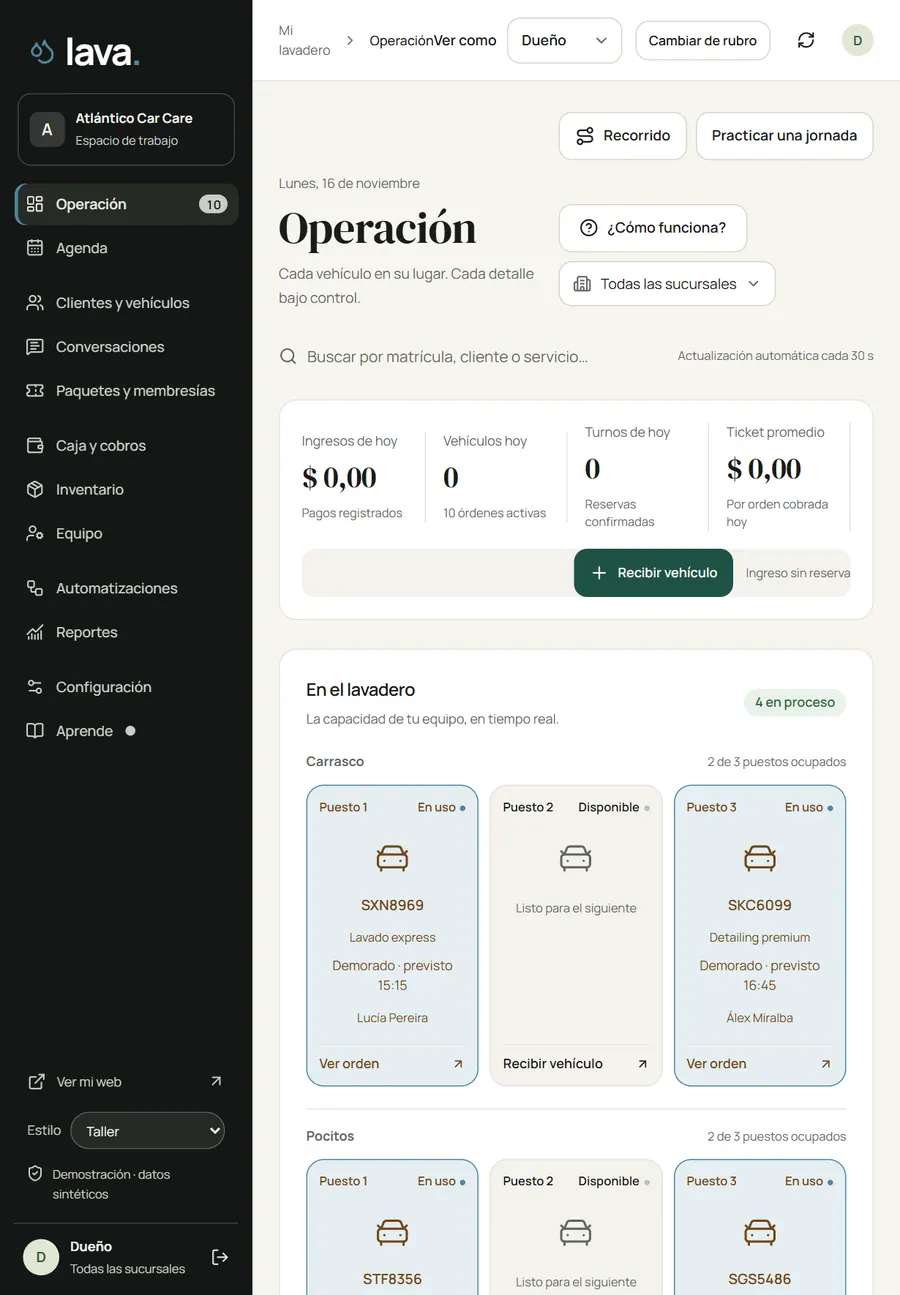 lava.
A
Atlántico Car Care
Espacio de trabajo
Operación
10
Agenda
Clientes y vehículos
Conversaciones
Paquetes y membresías
Caja y cobros
Inventario
Equipo
Automatizaciones
Reportes
Configuración
Aprende
Ver mi web
Estilo
Taller
Demostración · datos
sintéticos
D
Dueño
Todas las sucursales
Mi
lavadero
Operación
Ver como
Dueño
Cambiar de rubro
D
Recorrido
Practicar una jornada
Lunes, 16 de noviembre
Operación
Cada vehículo en su lugar. Cada detalle
bajo control.
¿Cómo funciona?
Todas las sucursales
Buscar por matrícula, cliente o servicio...
Actualización automática cada 30 s
Ingresos de hoy
$ 0,00
Pagos registrados
Vehículos hoy
0
10 órdenes activas
Turnos de hoy
0
Reservas
confirmadas
Ticket promedio
$ 0,00
Por orden cobrada
hoy
Recibir vehículo
Ingreso sin reserva
En el lavadero
La capacidad de tu equipo, en tiempo real.
4 en proceso
Carrasco
2 de 3 puestos ocupados
Puesto 1
En uso
SXN8969
Lavado express
Demorado · previsto
15:15
Lucía Pereira
Ver orden
Puesto 2
Disponible
Listo para el siguiente
Recibir vehículo
Puesto 3
En uso
SKC6099
Detailing premium
Demorado · previsto
16:45
Álex Miralba
Ver orden
Pocitos
2 de 3 puestos ocupados
Puesto 1
En uso
STF8356
Puesto 2
Disponible
Listo para el siguiente
Puesto 3
En uso
SGS5486